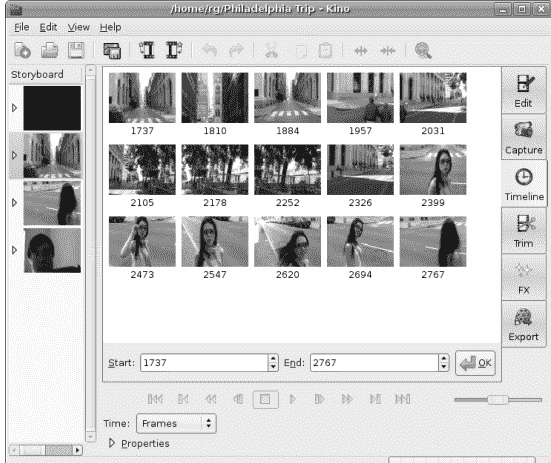 /home/rg/Philadelphia Trip - Kino
File Edit View Help
Storyboard
1737 1810 1884 1957 2031
2105 2178 2252 2326 2399
2473 2547 2620 2694 2767
Edit
Capture
Timeline
Trim
FX
Export
Start: 1737 End: 2767 OK
Time: Frames
Properties